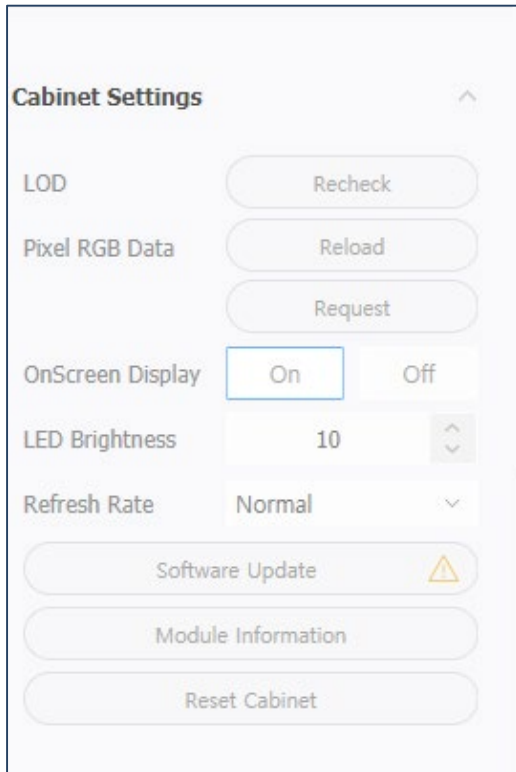 Cabinet Settings
LOD Recheck
Pixel RGB Data Reload
Request
OnScreen Display On Off
LED Brightness 10
Refresh Rate Normal
Software Update
Module Information
Reset Cabinet